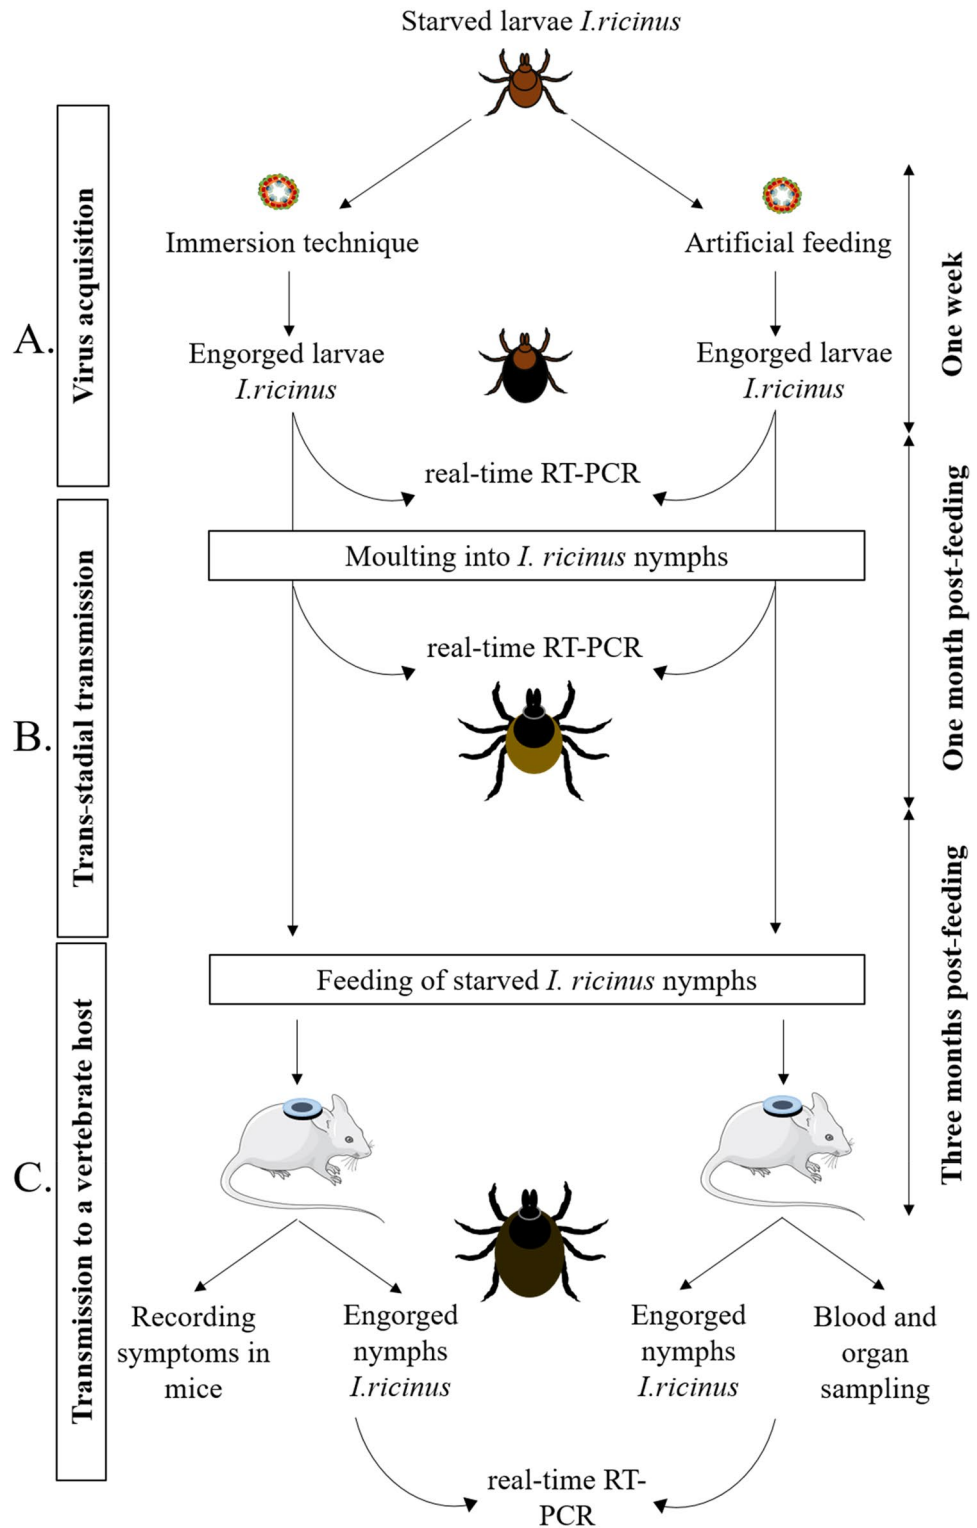 Starved larvae I.ricinus
A.
Virus acquisition
Immersion technique
Artificial feeding
One week
Engorged larvae
I.ricinus
Engorged larvae
I.ricinus
real-time RT-PCR
B.
Trans-stadial transmission
Moulting into I. ricinus nymphs
One month post-feeding
real-time RT-PCR
C.
Transmission to a vertebrate host
Feeding of starved I. ricinus nymphs
Three months post-feeding
Recording
symptoms in
mice
Engorged
nymphs
I.ricinus
Engorged
nymphs
I.ricinus
Blood and
organ
sampling
real-time RT-
PCR